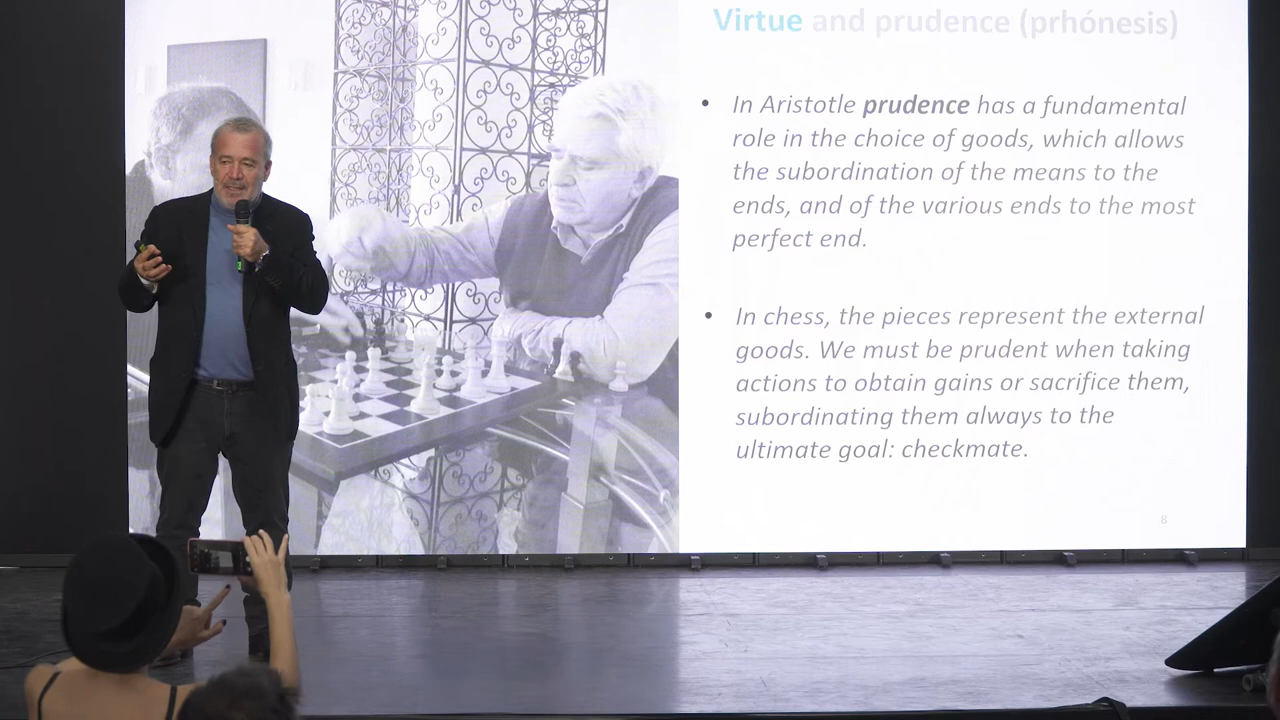 Virtue and prudence (prhónesis)
• In Aristotle prudence has a fundamental
role in the choice of goods, which allows
the subordination of the means to the
ends, and of the various ends to the most
perfect end.
• In chess, the pieces represent the external
goods. We must be prudent when taking
actions to obtain gains or sacrifice them,
subordinating them always to the
ultimate goal: checkmate.
8